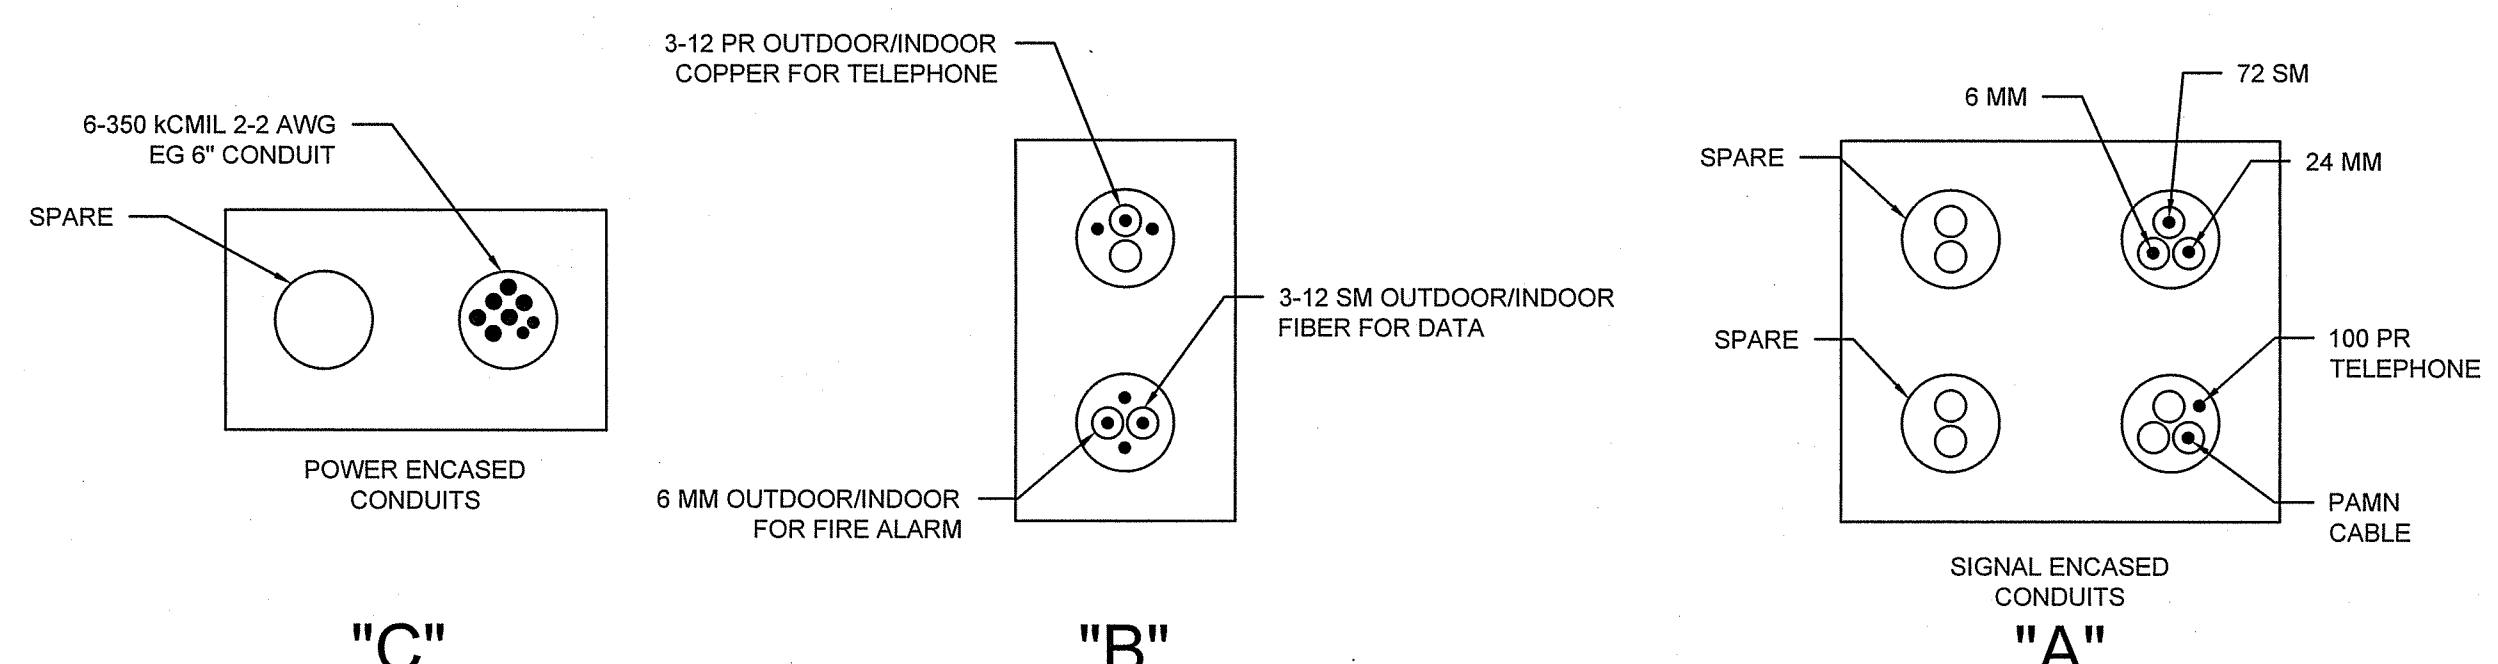 6-350 kCMIL 2-2 AWG
EG 6" CONDUIT
SPARE
POWER ENCASED
CONDUITS
"C"
3-12 PR OUTDOOR/INDOOR
COPPER FOR TELEPHONE
3-12 SM OUTDOOR/INDOOR
FIBER FOR DATA
6 MM OUTDOOR/INDOOR
FOR FIRE ALARM
"B"
72 SM
6 MM
SPARE
24 MM
SPARE
100 PR
TELEPHONE
PAMN
CABLE
SIGNAL ENCASED
CONDUITS
"A"